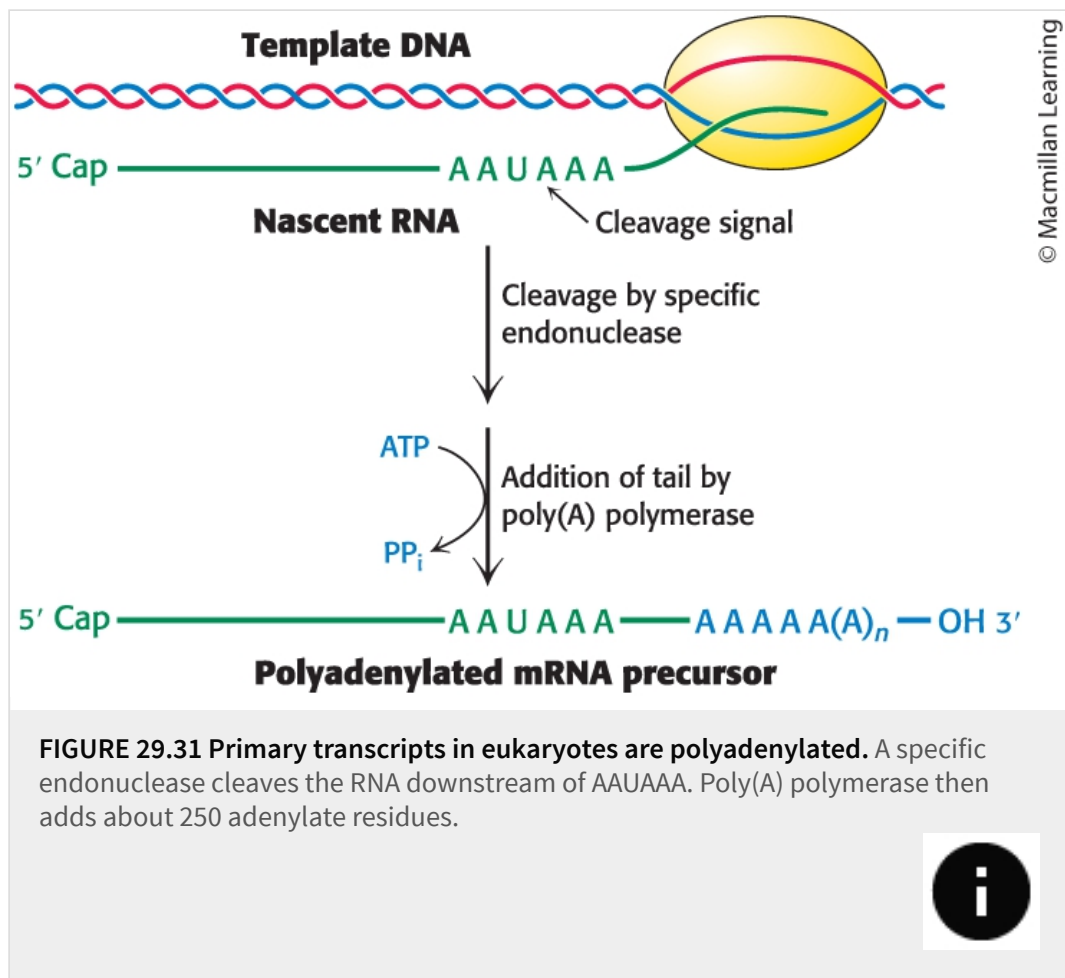 Template DNA
© Macmillan Learning
5′ Cap AAUAAA
Nascent RNA
Cleavage signal
Cleavage by specific
endonuclease
ATP
Addition of tail by
poly(A) polymerase
PPi
5′ Cap AAUAAA AAAAA(A)n OH 3′
Polyadenylated mRNA precursor
FIGURE 29.31 Primary transcripts in eukaryotes are polyadenylated. A specific
endonuclease cleaves the RNA downstream of AAUAAA. Poly(A) polymerase then
adds about 250 adenylate residues.
i